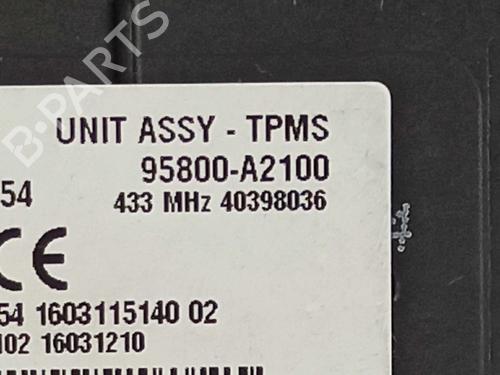 B-PARTS
UNIT ASSY - TPMS
95800-A2100
54
433 MHz 40398036
CE
54 1603115140 02
102 16031210